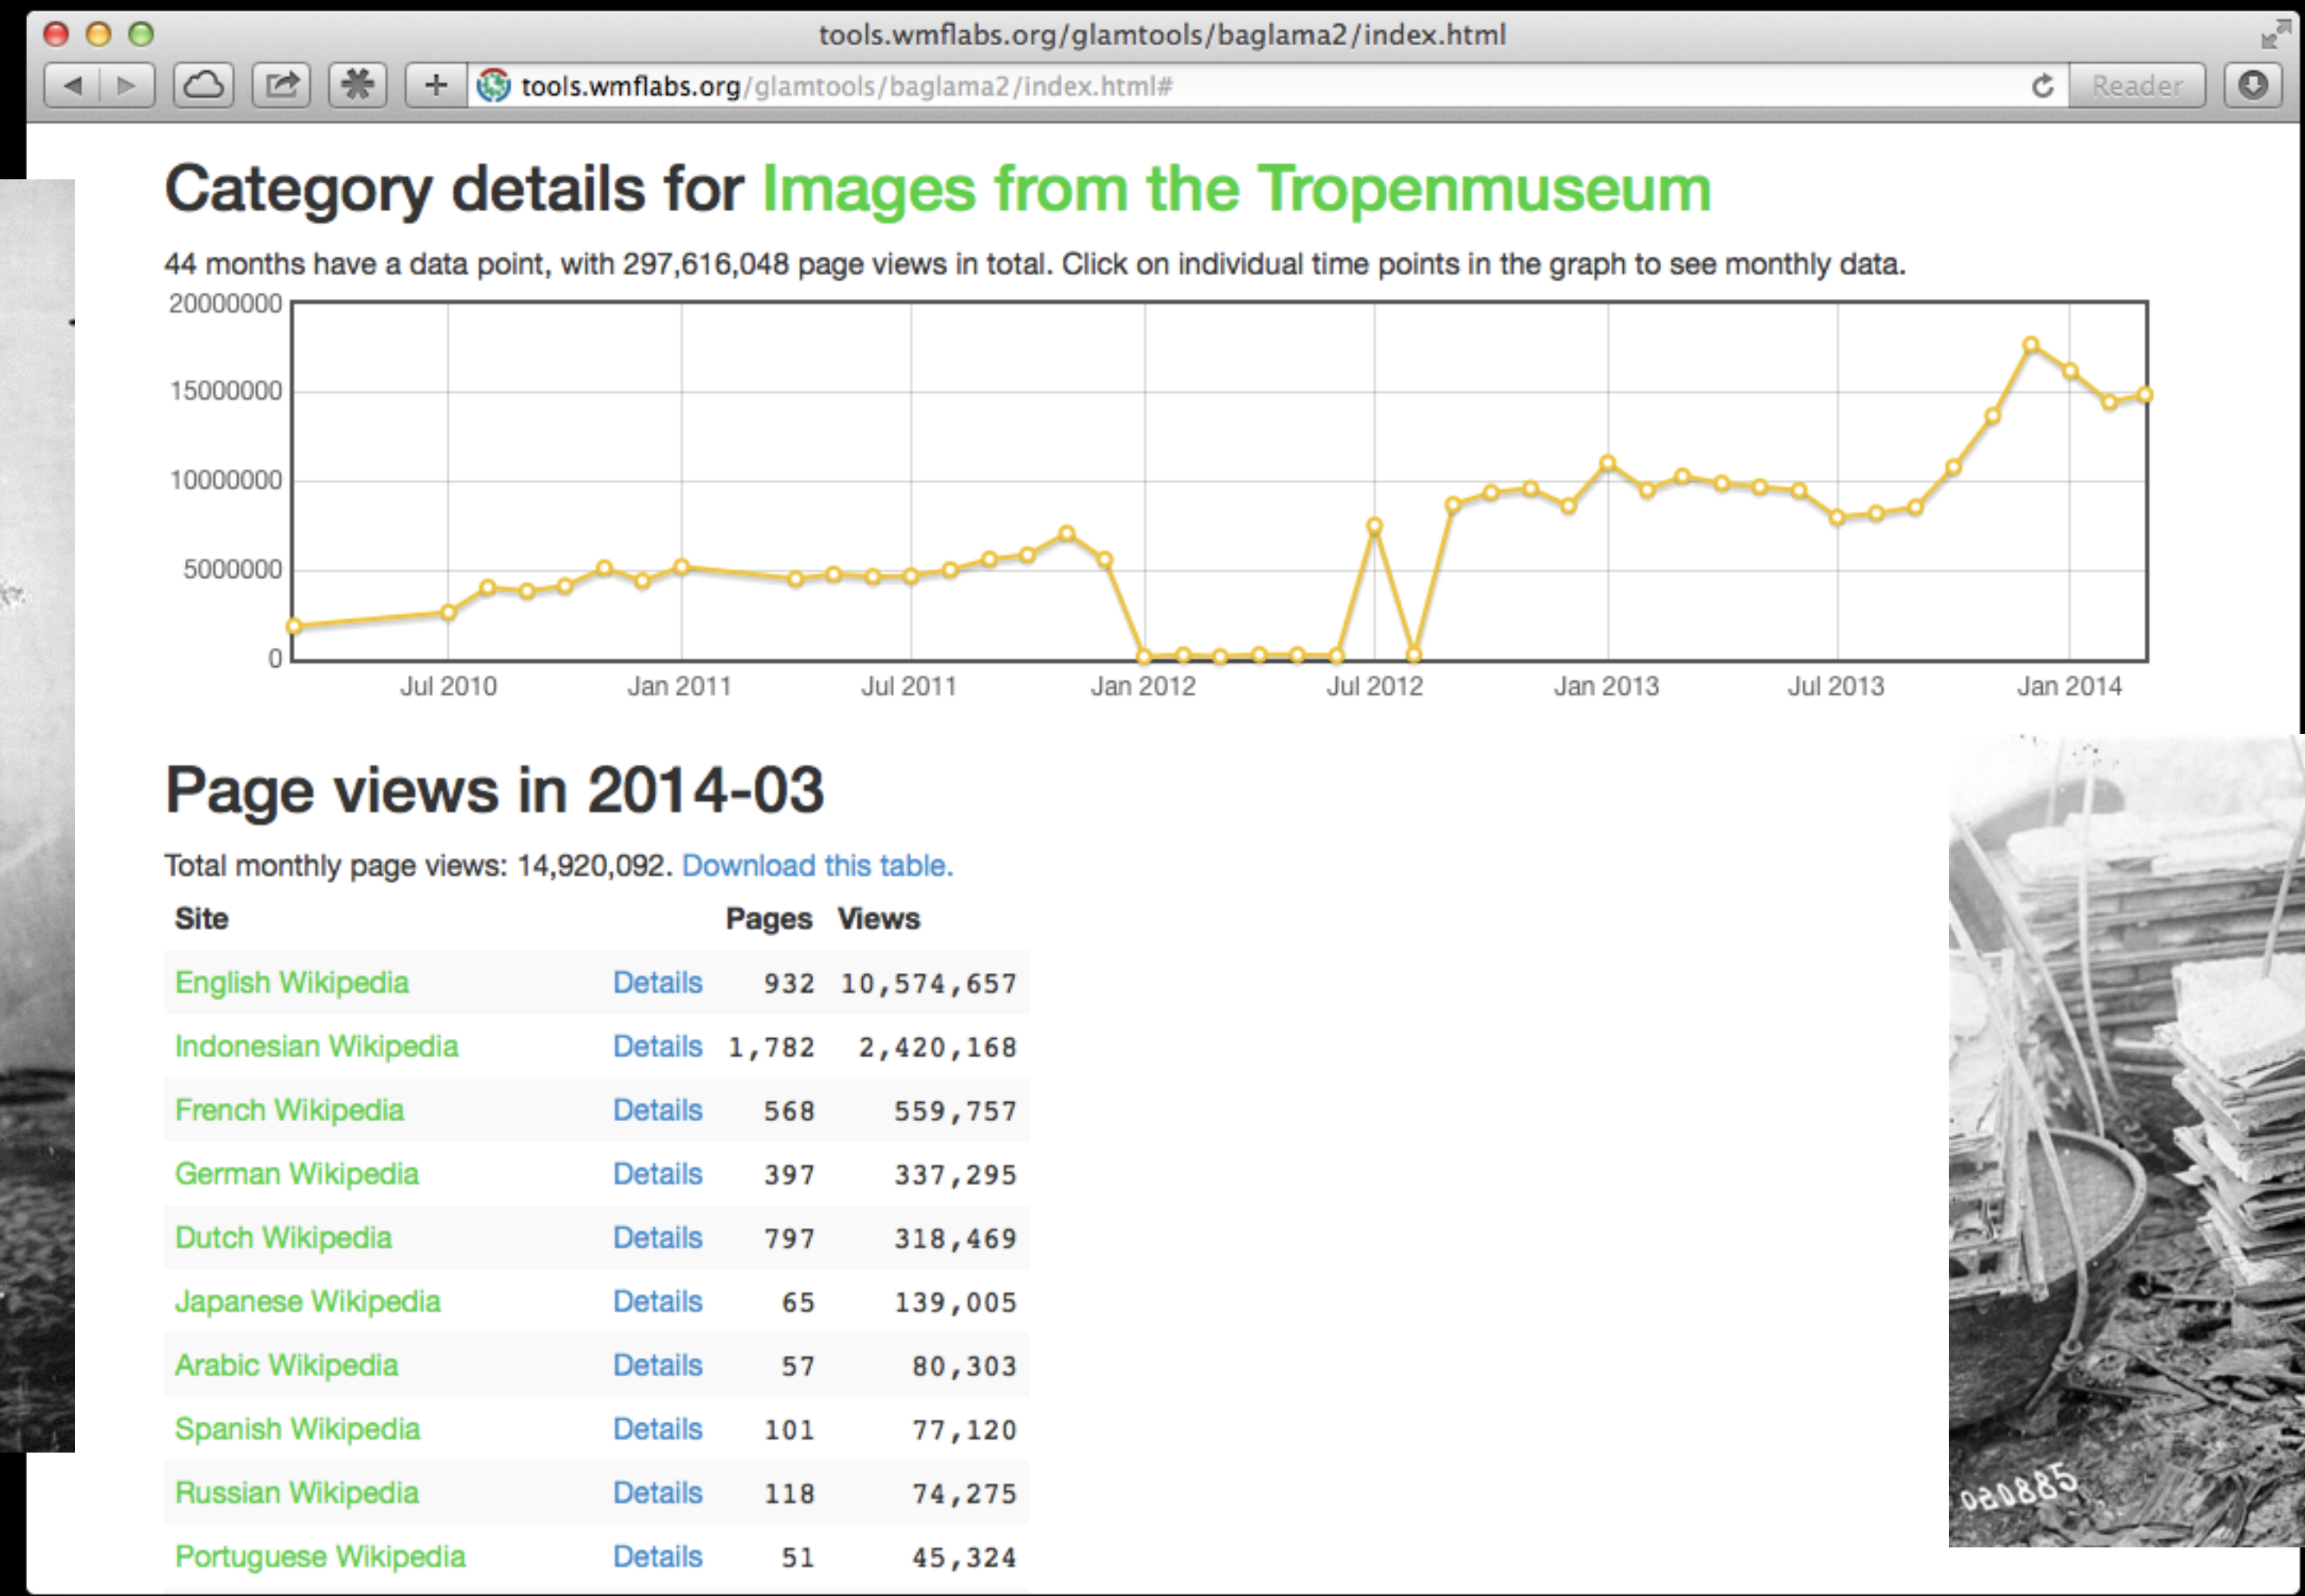 tools.wmflabs.org/glamtools/baglama2/index.html
tools.wmflabs.org/glamtools/baglama2/index.html#
Reader
Category details for Images from the Tropenmuseum
44 months have a data point, with 297,616,048 page views in total. Click on individual time points in the graph to see monthly data.
20000000
15000000
10000000
5000000
0
Jul 2010 Jan 2011 Jul 2011 Jan 2012 Jul 2012 Jan 2013 Jul 2013 Jan 2014
Page views in 2014-03
Total monthly page views: 14,920,092. Download this table.
Site Pages Views
English Wikipedia Details 932 10,574,657
Indonesian Wikipedia Details 1,782 2,420,168
French Wikipedia Details 568 559,757
German Wikipedia Details 397 337,295
Dutch Wikipedia Details 797 318,469
Japanese Wikipedia Details 65 139,005
Arabic Wikipedia Details 57 80,303
Spanish Wikipedia Details 101 77,120
Russian Wikipedia Details 118 74,275
Portuguese Wikipedia Details 51 45,324